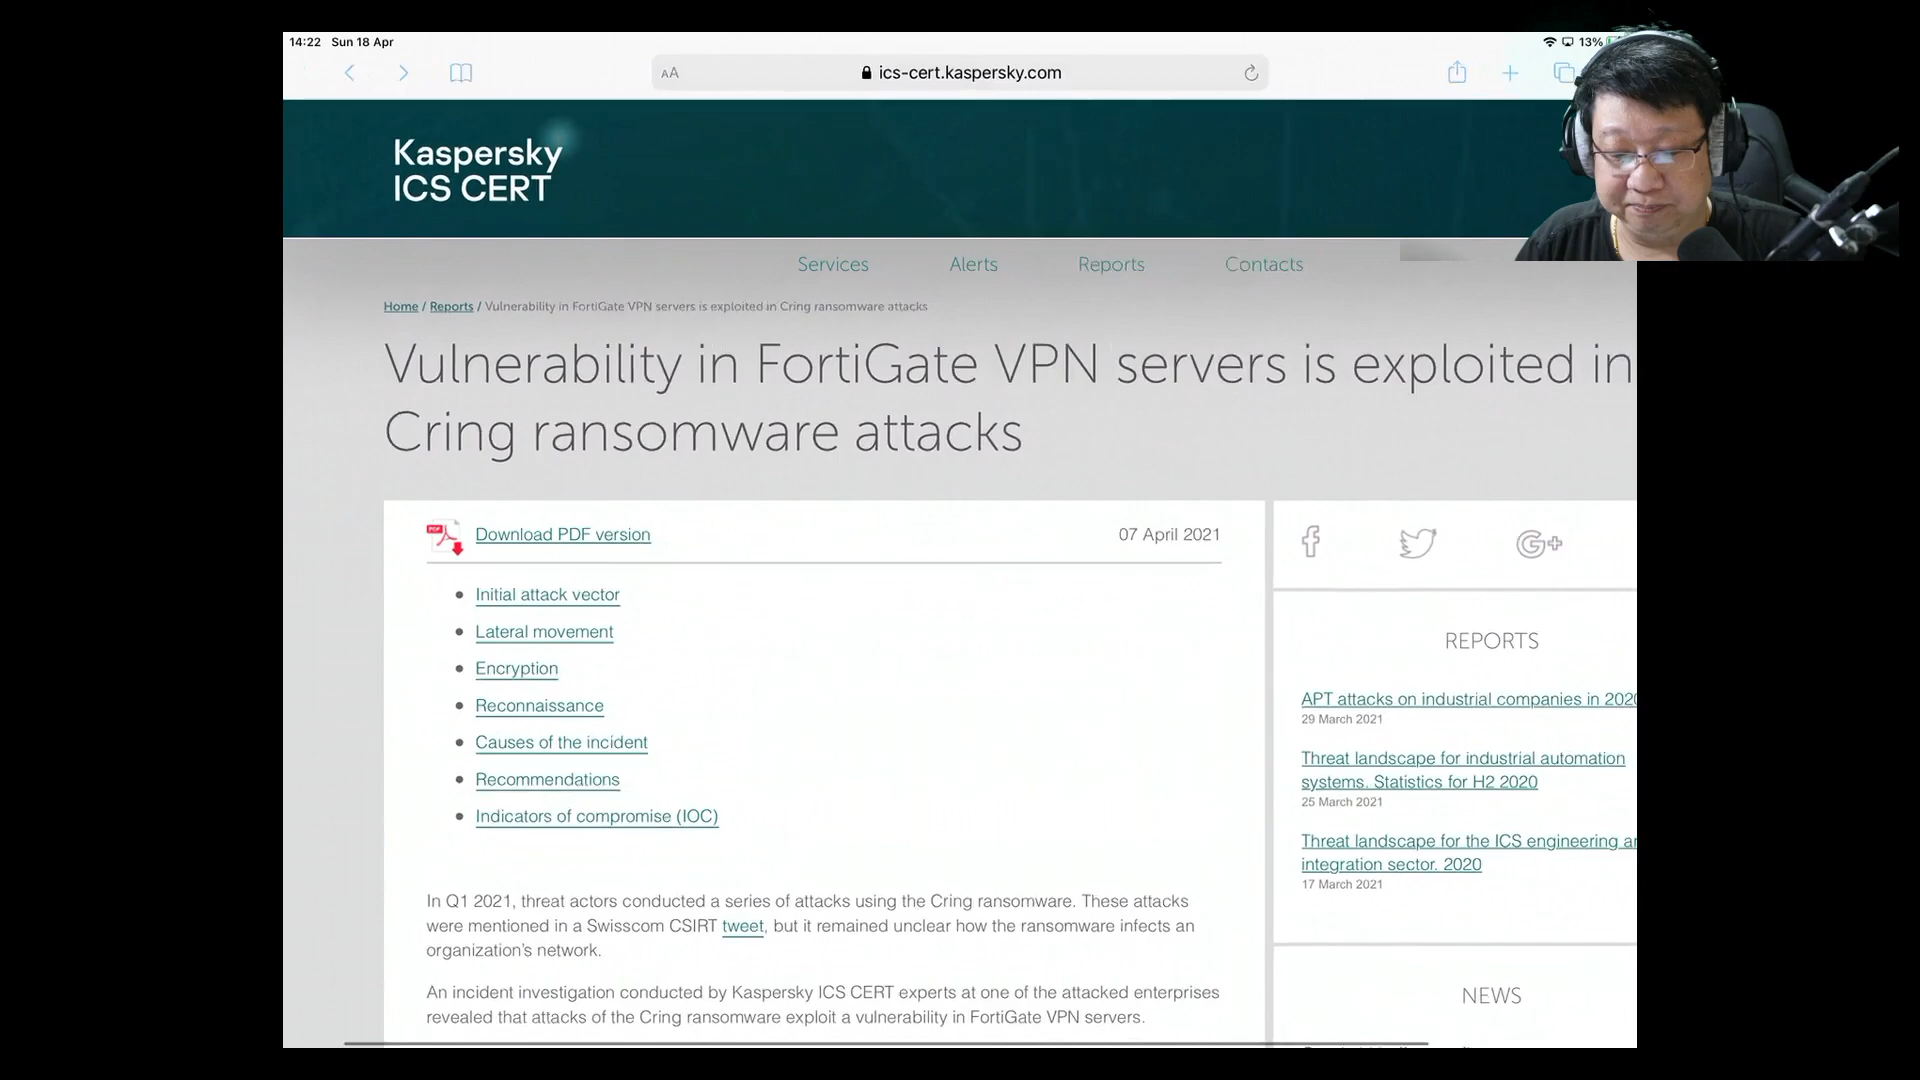 14:22 Sun 18 Apr
13%
AA
ics-cert.kaspersky.com
Kaspersky
ICS CERT
Services Alerts Reports Contacts
Home / Reports / Vulnerability in FortiGate VPN servers is exploited in Cring ransomware attacks
Vulnerability in FortiGate VPN servers is exploited in
Cring ransomware attacks
PDF
Download PDF version
07 April 2021
Initial attack vector
Lateral movement
Encryption
Reconnaissance
Causes of the incident
Recommendations
Indicators of compromise (IOC)
In Q1 2021, threat actors conducted a series of attacks using the Cring ransomware. These attacks
were mentioned in a Swisscom CSIRT tweet, but it remained unclear how the ransomware infects an
organization's network.
An incident investigation conducted by Kaspersky ICS CERT experts at one of the attacked enterprises
revealed that attacks of the Cring ransomware exploit a vulnerability in FortiGate VPN servers.
G+
REPORTS
APT attacks on industrial companies in 2020
29 March 2021
Threat landscape for industrial automation
systems. Statistics for H2 2020
25 March 2021
Threat landscape for the ICS engineering
integration sector. 2020
17 March 2021
NEWS